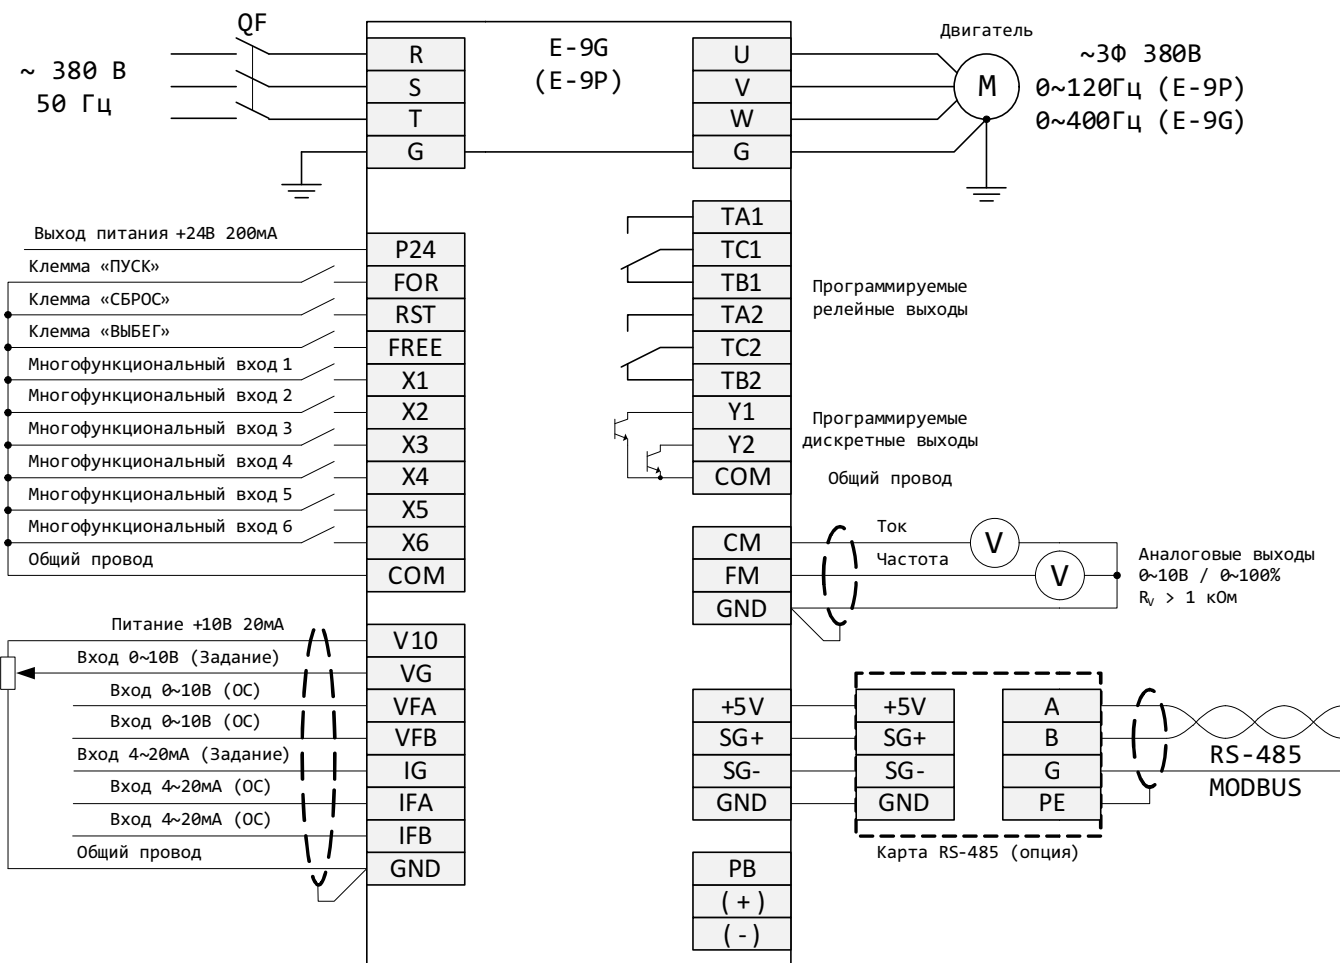 QF
~ 380 В
50 Гц
R
S
T
G
E-9G
(E-9P)
U
V
W
G
Двигатель
M
~3Ф 380В
0~120Гц (E-9P)
0~400Гц (E-9G)
Выход питания +24В 200мА
Клемма «ПУСК»
Клемма «СБРОС»
Клемма «ВЫБЕГ»
Многофункциональный вход 1
Многофункциональный вход 2
Многофункциональный вход 3
Многофункциональный вход 4
Многофункциональный вход 5
Многофункциональный вход 6
Общий провод
P24
FOR
RST
FREE
X1
X2
X3
X4
X5
X6
COM
TA1
TC1
TB1
TA2
TC2
TB2
Y1
Y2
COM
Программируемые
релейные выходы
Программируемые
дискретные выходы
Общий провод
CM
FM
GND
Ток
Частота
V
V
Аналоговые выходы
0~10В / 0~100%
RV > 1 кОм
Питание +10В 20мА
Вход 0~10В (Задание)
Вход 0~10В (ОС)
Вход 0~10В (ОС)
Вход 4~20мА (Задание)
Вход 4~20мА (ОС)
Вход 4~20мА (ОС)
Общий провод
V10
VG
VFA
VFB
IG
IFA
IFB
GND
+5V
SG+
SG-
GND
+5V
SG+
SG-
GND
A
B
G
PE
RS-485
MODBUS
Карта RS-485 (опция)
PB
(+)
(-)